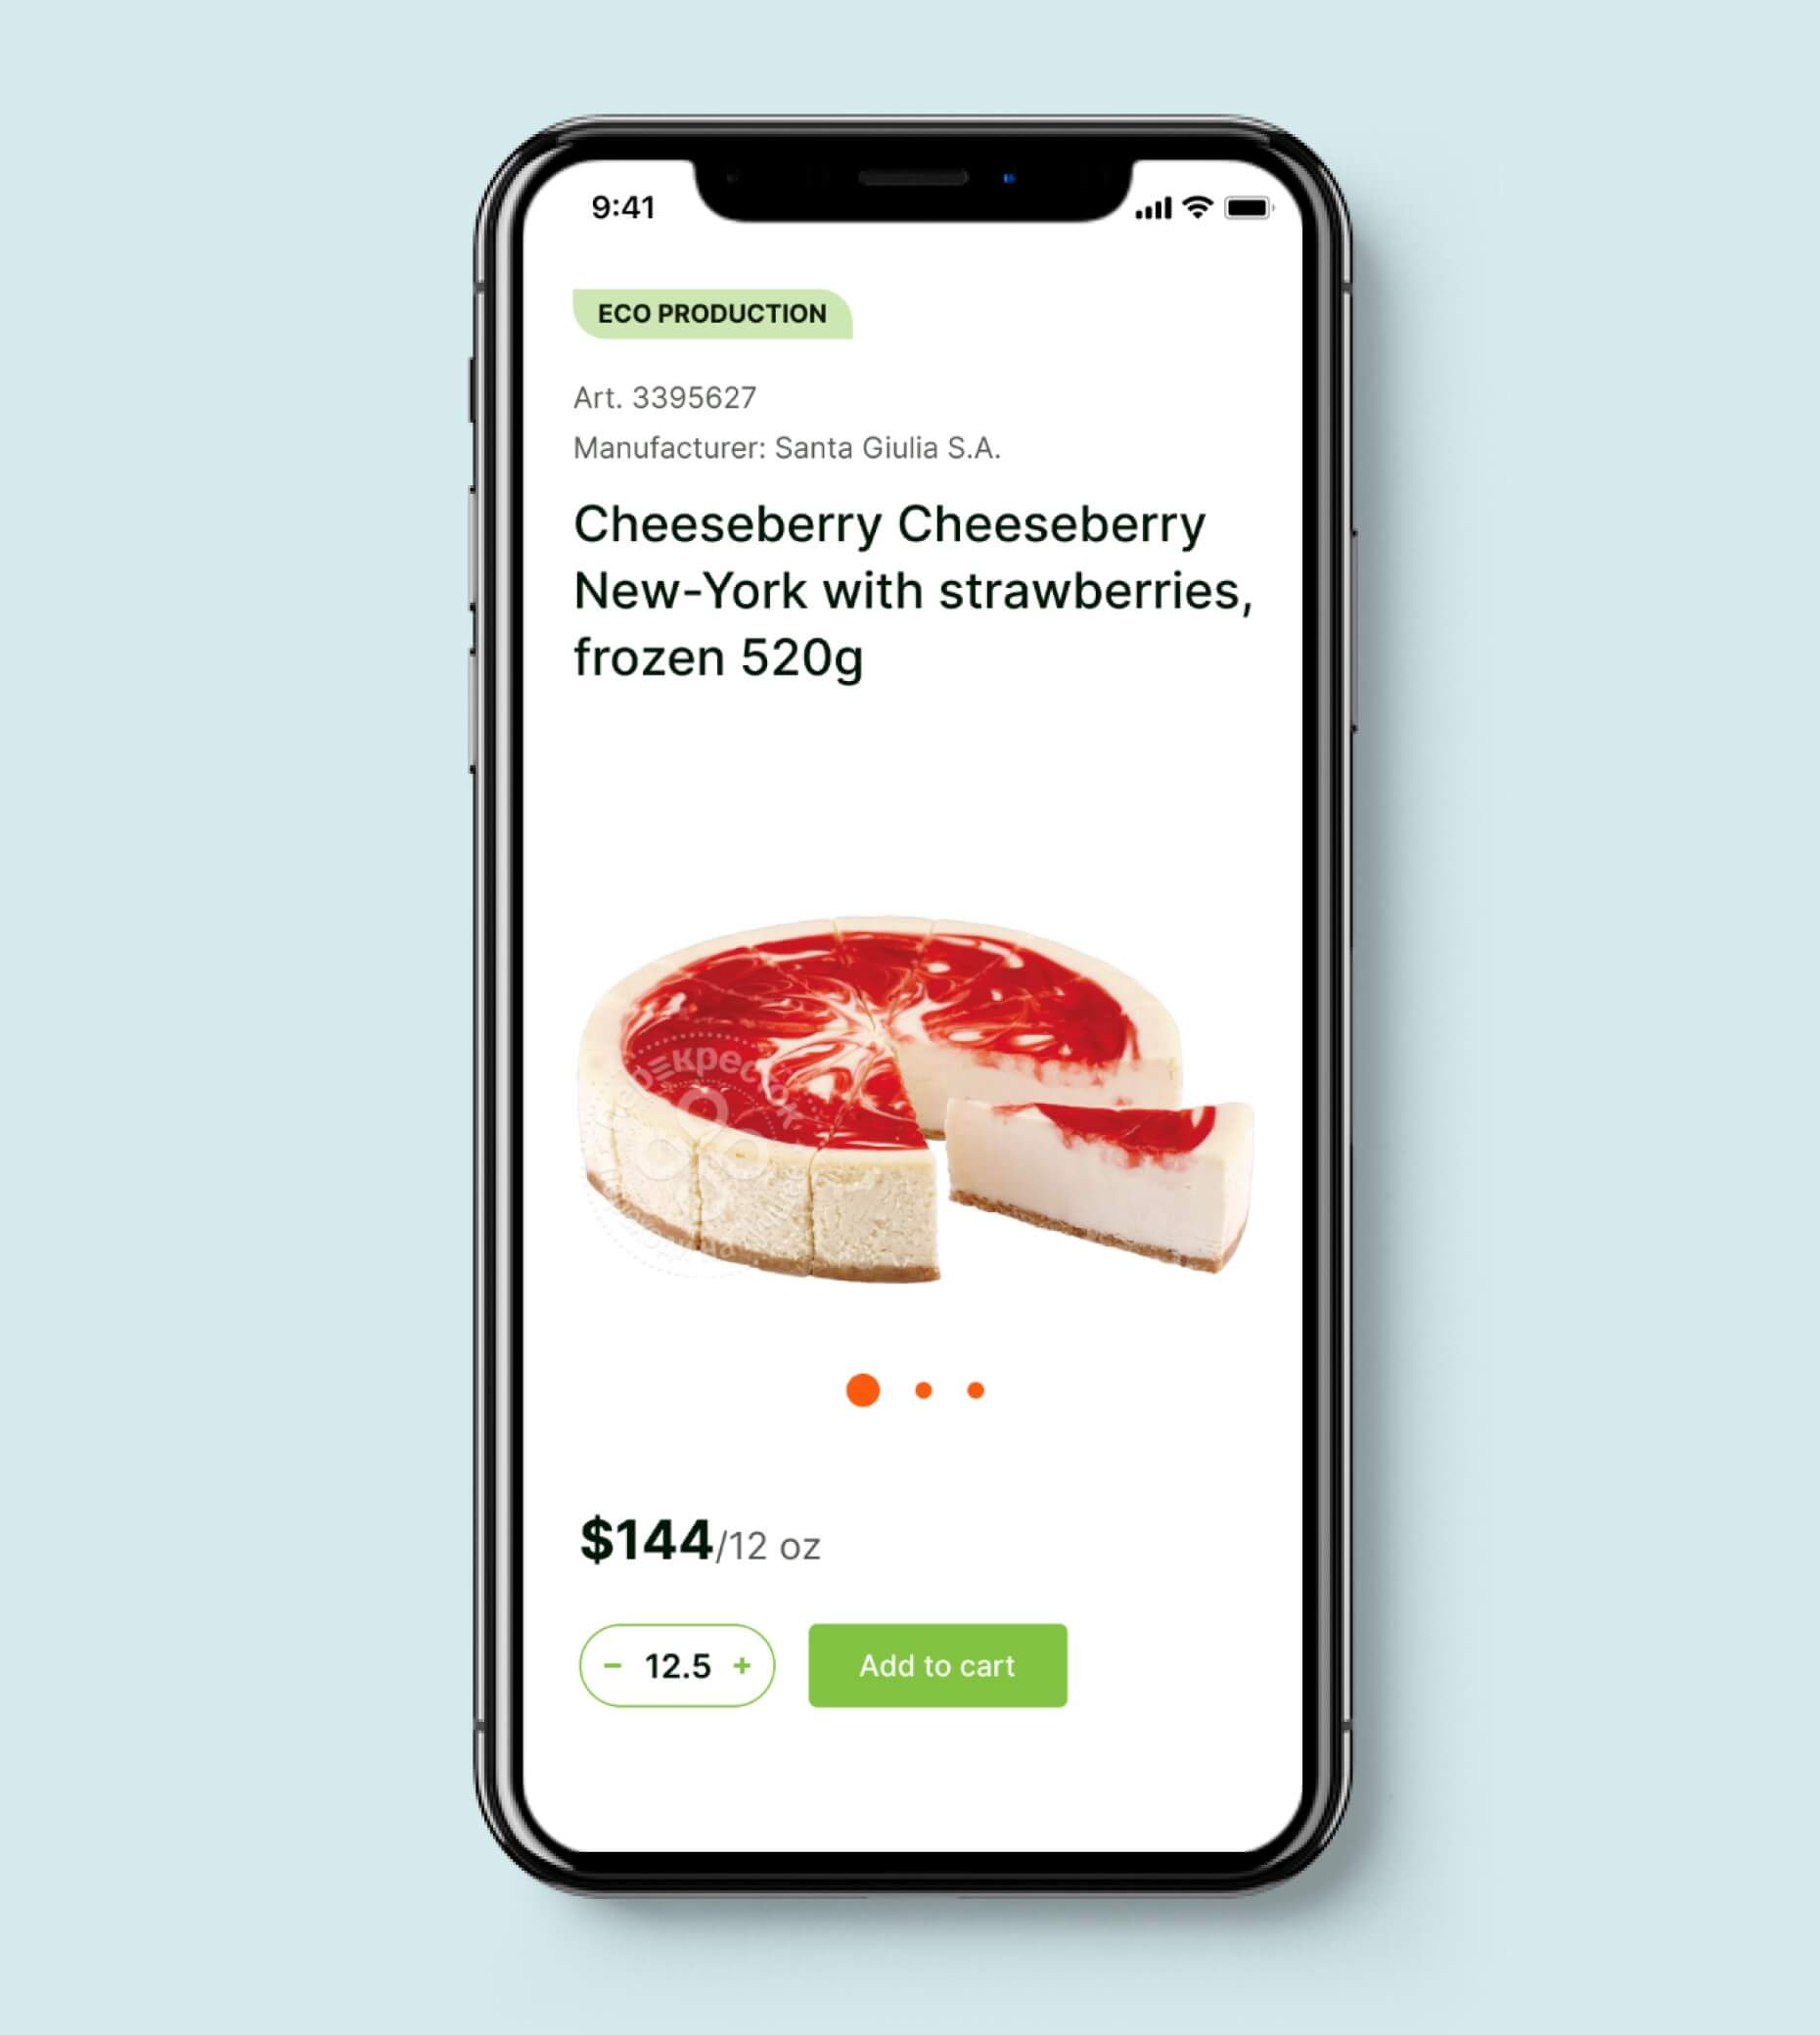 9:41
ECO PRODUCTION
Art. 3395627
Manufacturer: Santa Giulia S.A.
Cheeseberry Cheeseberry
New-York with strawberries,
frozen 520g
$144/12 oz
- 12.5 +
Add to cart